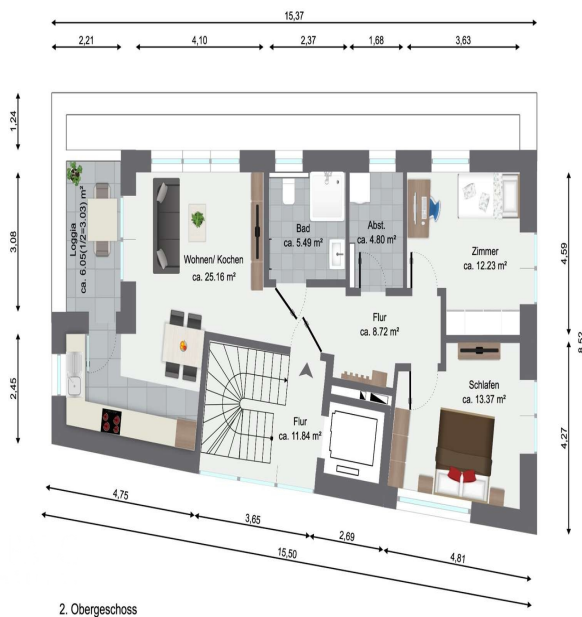 15,37
2,21
4,10
2,37
1,68
3,63
1,24
3,08
2,45
Loggia
ca. 6.05(1/2=3.03) m²
Wohnen/ Kochen
ca. 25.16 m²
Bad
ca. 5.49 m²
Abst.
ca. 4.80 m²
Zimmer
ca. 12.23 m²
Flur
ca. 8.72 m²
Schlafen
ca. 13.37 m²
Flur
ca. 11.84 m²
4,59
8,52
4,27
4,75
3,65
2,69
4,81
15,50
2. Obergeschoss